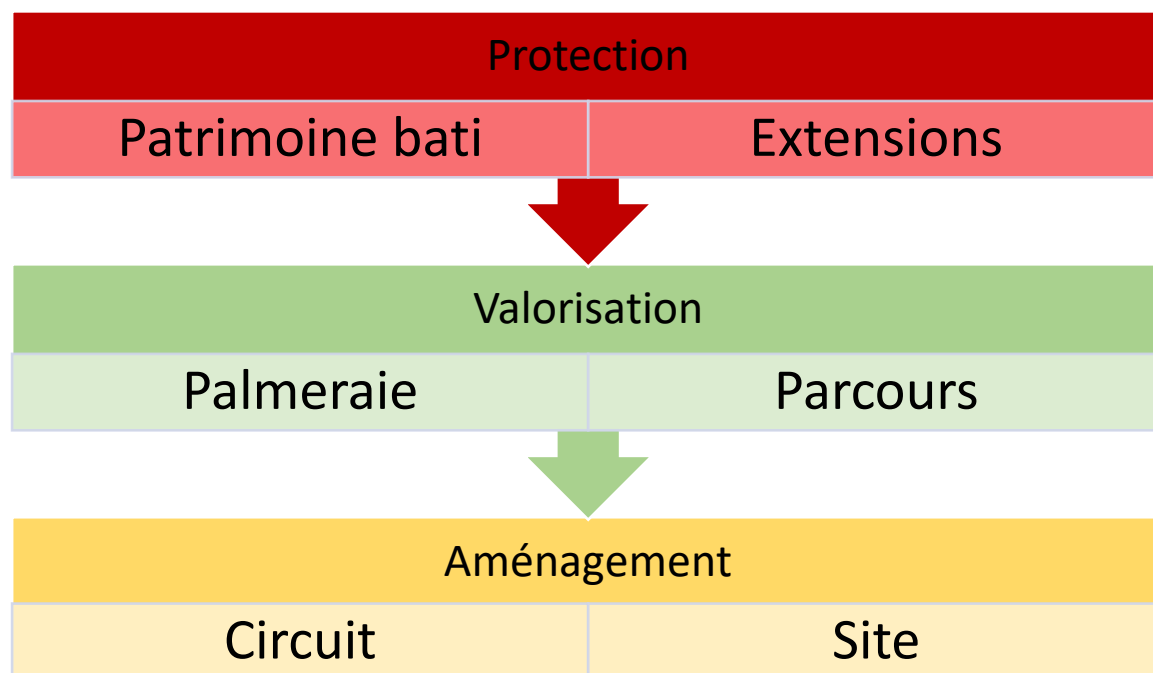 Protection
Patrimoine bati
Extensions
Valorisation
Palmeraie
Parcours
Aménagement
Circuit
Site